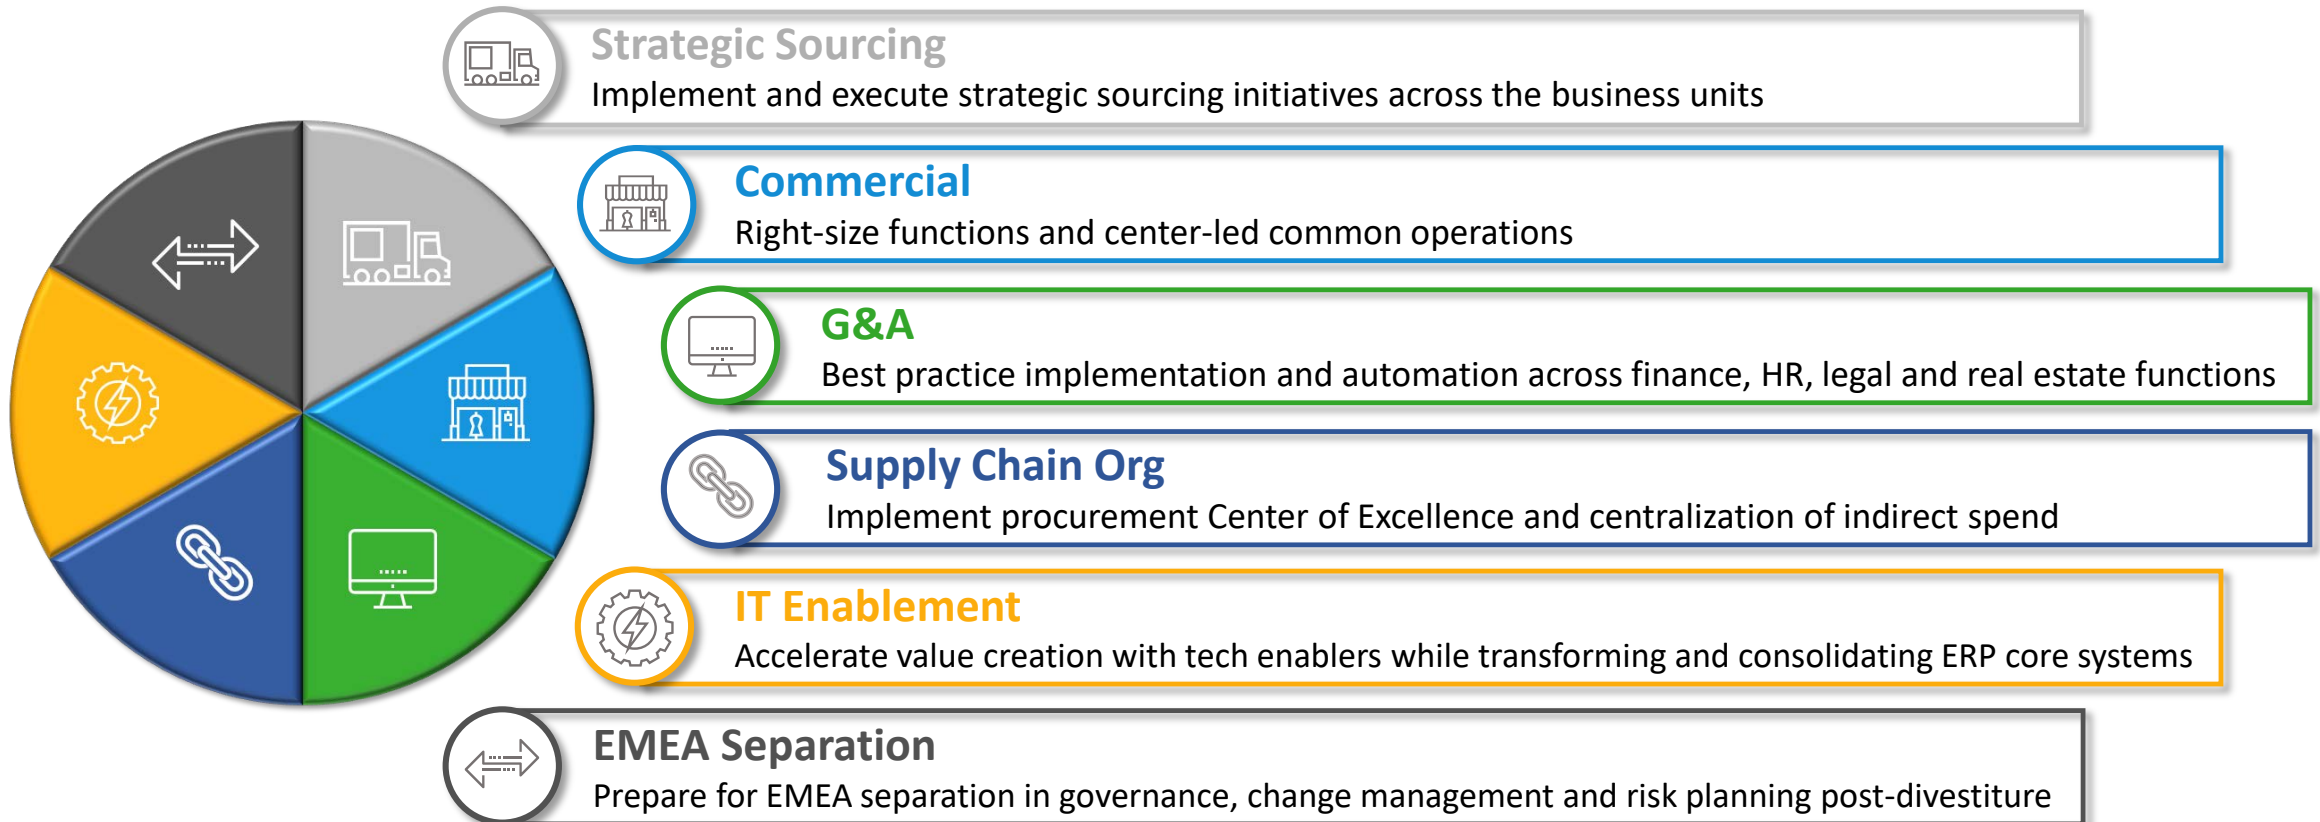 Strategic Sourcing
Implement and execute strategic sourcing initiatives across the business units
Commercial
Right-size functions and center-led common operations
G&A
Best practice implementation and automation across finance, HR, legal and real estate functions
Supply Chain Org
Implement procurement Center of Excellence and centralization of indirect spend
IT Enablement
Accelerate value creation with tech enablers while transforming and consolidating ERP core systems
EMEA Separation
Prepare for EMEA separation in governance, change management and risk planning post-divestiture